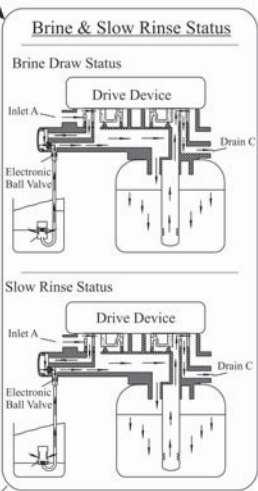 Brine & Slow Rinse Status
Brine Draw Status
Drive Device
Inlet A
Drain C
Electronic
Ball Valve
Slow Rinse Status
Drive Device
Inlet A
Drain C
Electronic
Ball Valve